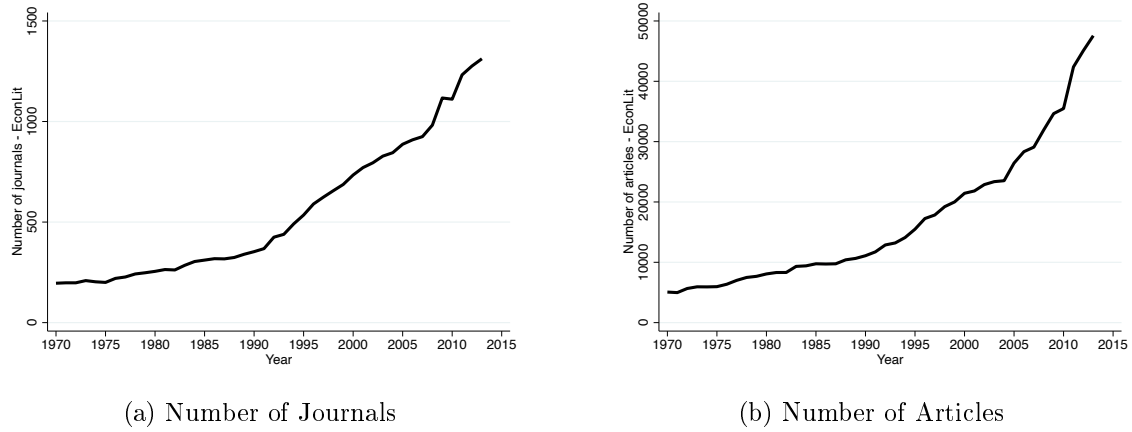 Number of journals - EconLit
1500
1000
500
0
1970 1975 1980 1985 1990 1995 2000 2005 2010 2015
Year
(a) Number of Journals
Number of articles - EconLit
50000
40000
30000
20000
10000
0
1970 1975 1980 1985 1990 1995 2000 2005 2010 2015
Year
(b) Number of Articles